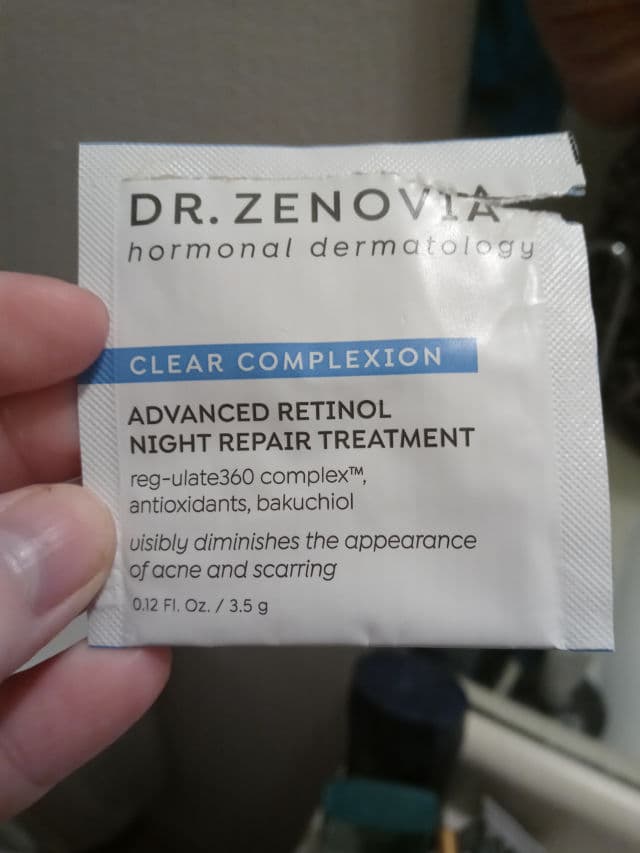 DR. ZENOVIA
hormonal dermatology
CLEAR COMPLEXION
ADVANCED RETINOL
NIGHT REPAIR TREATMENT
reg-ulate360 complex™,
antioxidants, bakuchiol
visibly diminishes the appearance
of acne and scarring
0.12 Fl. Oz. / 3.5 g